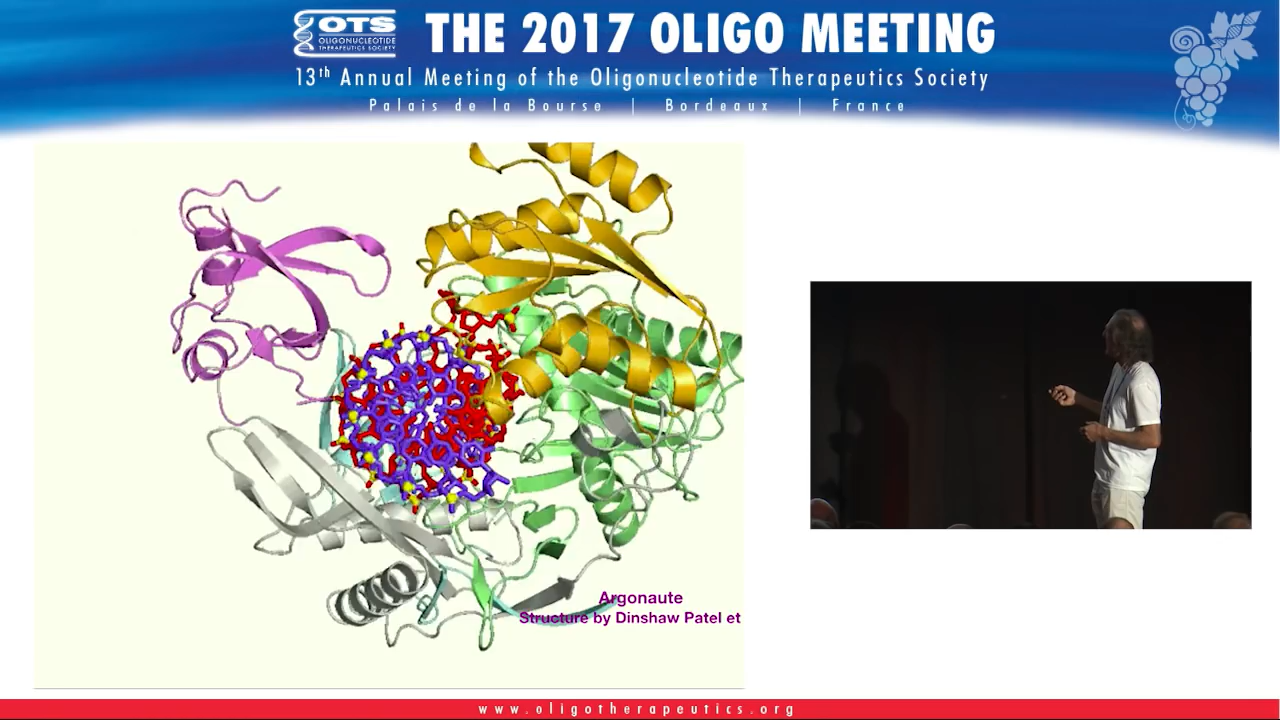 OTS
OLIGONUCLEOTIDE
THERAPEUTICS SOCIETY
THE 2017 OLIGO MEETING
13th Annual Meeting of the Oligonucleotide Therapeutics Society
Palais de la Bourse | Bordeaux | France
Argonaute
Structure by Dinshaw Patel et
www.oligotherapeutics.org